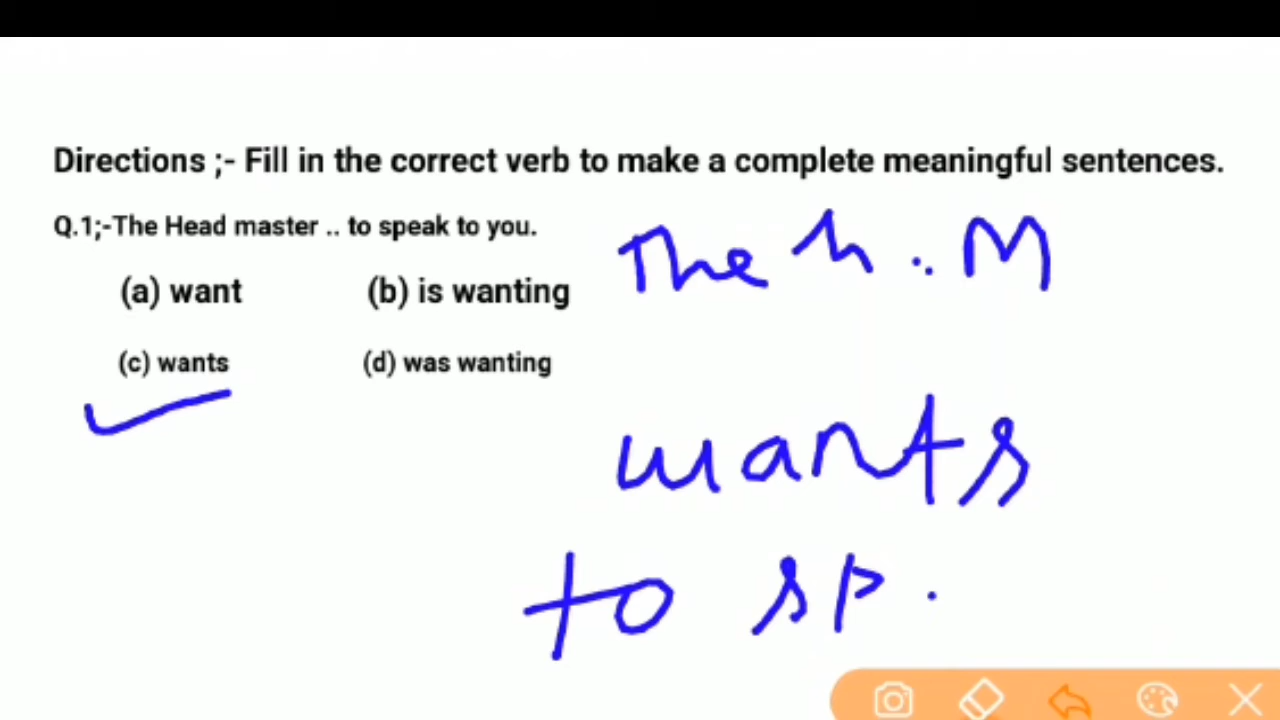 Directions ;- Fill in the correct verb to make a complete meaningful sentences.
Q.1;-The Head master .. to speak to you.
The h . M
(a) want (b) is wanting
(c) wants (d) was wanting
wants
to sp .